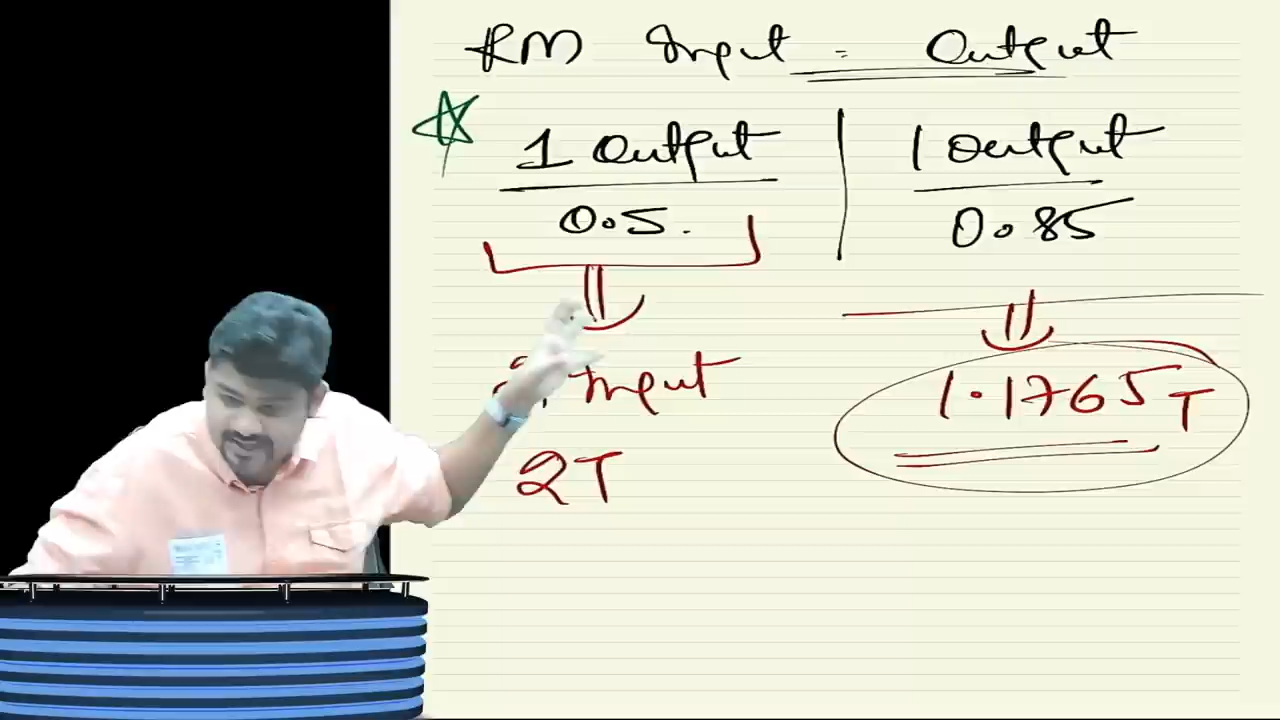 RM Input = Output
1 Output | 1 Output
0.5. | 0.85
Input 1.1765 T
2T